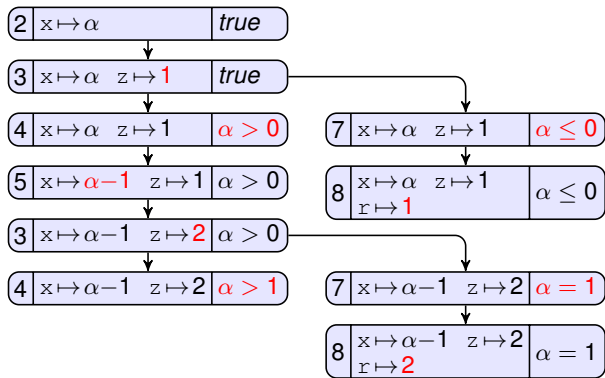 2 x ↦ α true
3 x ↦ α z ↦ 1 true
4 x ↦ α z ↦ 1 α > 0
7 x ↦ α z ↦ 1 α ≤ 0
5 x ↦ α−1 z ↦ 1 α > 0
8 x ↦ α z ↦ 1 α ≤ 0
r ↦ 1
3 x ↦ α−1 z ↦ 2 α > 0
4 x ↦ α−1 z ↦ 2 α > 1
7 x ↦ α−1 z ↦ 2 α = 1
8 x ↦ α−1 z ↦ 2 α = 1
r ↦ 2